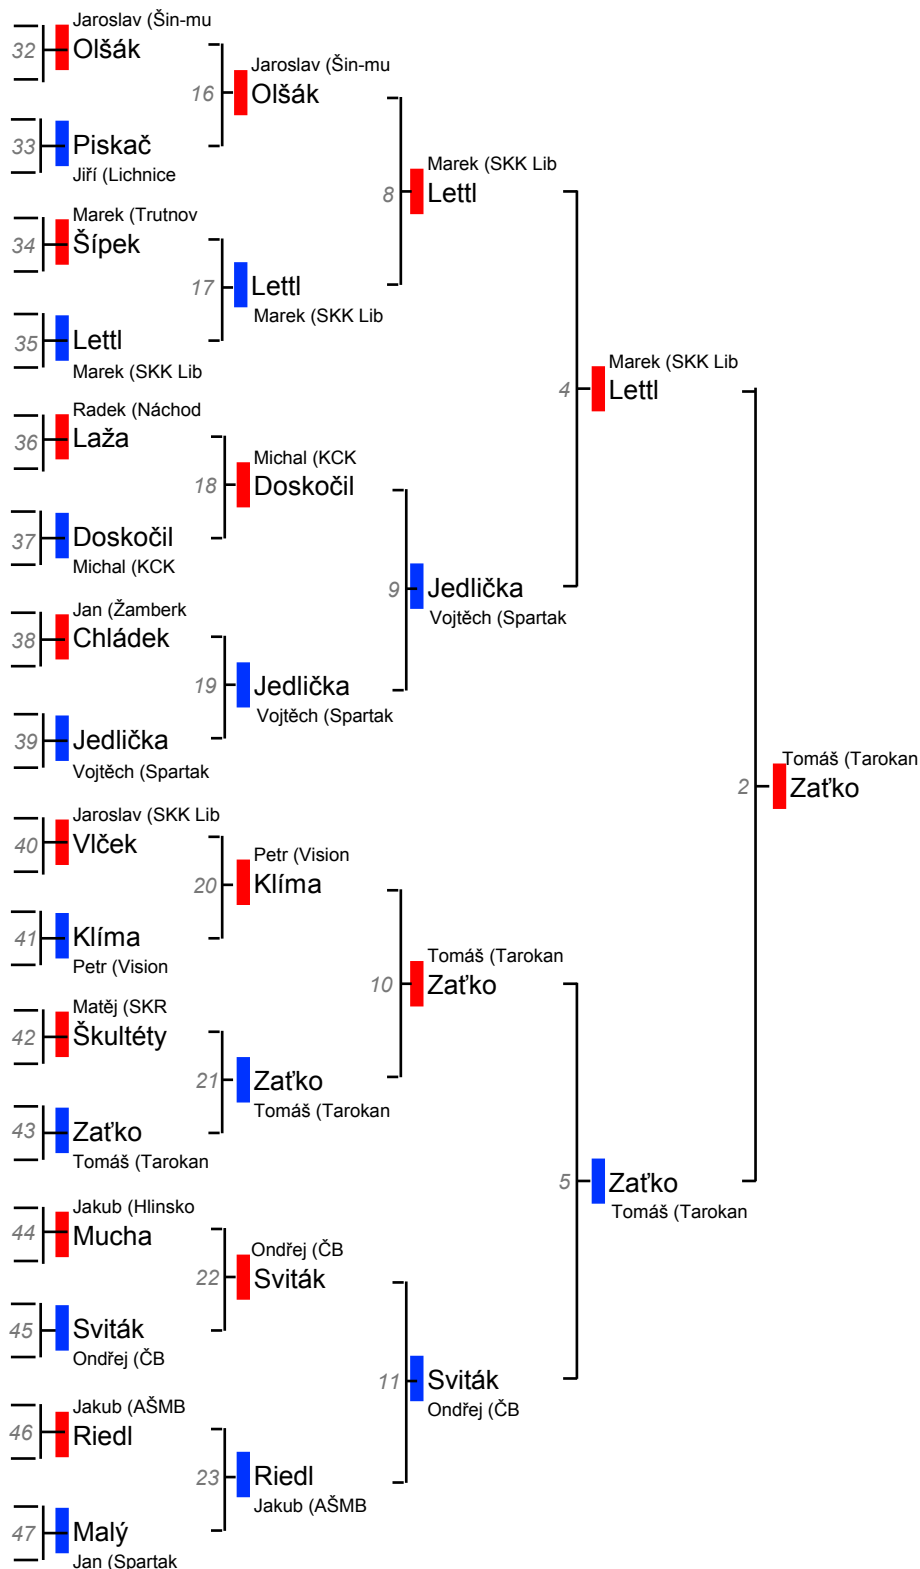 Jaroslav (Šin-mu
32
Olšák
Jaroslav (Šin-mu
16
Olšák
33
Piskač
Jiří (Lichnice
Marek (SKK Lib
8
Lettl
Marek (Trutnov
34
Šípek
17
Lettl
Marek (SKK Lib
35
Lettl
Marek (SKK Lib
Marek (SKK Lib
4
Lettl
Radek (Náchod
36
Laža
Michal (KCK
18
Doskočil
37
Doskočil
Michal (KCK
9
Jedlička
Vojtěch (Spartak
Jan (Žamberk
38
Chládek
19
Jedlička
Vojtěch (Spartak
39
Jedlička
Vojtěch (Spartak
Tomáš (Tarokan
2
Zaťko
Jaroslav (SKK Lib
40
Vlček
Petr (Vision
20
Klíma
41
Klíma
Petr (Vision
Tomáš (Tarokan
10
Zaťko
Matěj (SKR
42
Škultéty
21
Zaťko
Tomáš (Tarokan
43
Zaťko
Tomáš (Tarokan
5
Zaťko
Tomáš (Tarokan
Jakub (Hlinsko
44
Mucha
Ondřej (ČB
22
Sviták
45
Sviták
Ondřej (ČB
11
Sviták
Ondřej (ČB
Jakub (AŠMB
46
Riedl
23
Riedl
Jakub (AŠMB
47
Malý
Jan (Spartak